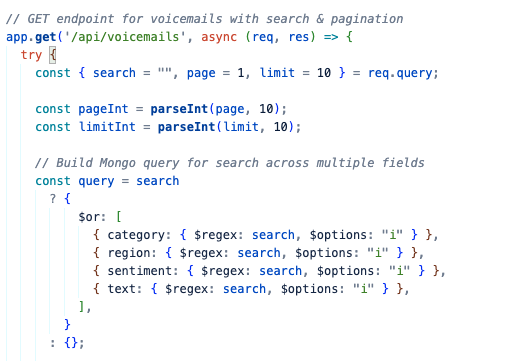 // GET endpoint for voicemails with search & pagination
app.get('/api/voicemails', async (req, res) => {
  try {
    const { search = "", page = 1, limit = 10 } = req.query;

    const pageInt = parseInt(page, 10);
    const limitInt = parseInt(limit, 10);

    // Build Mongo query for search across multiple fields
    const query = search
      ? {
          $or: [
            { category: { $regex: search, $options: "i" } },
            { region: { $regex: search, $options: "i" } },
            { sentiment: { $regex: search, $options: "i" } },
            { text: { $regex: search, $options: "i" } },
          ],
        }
      : {};